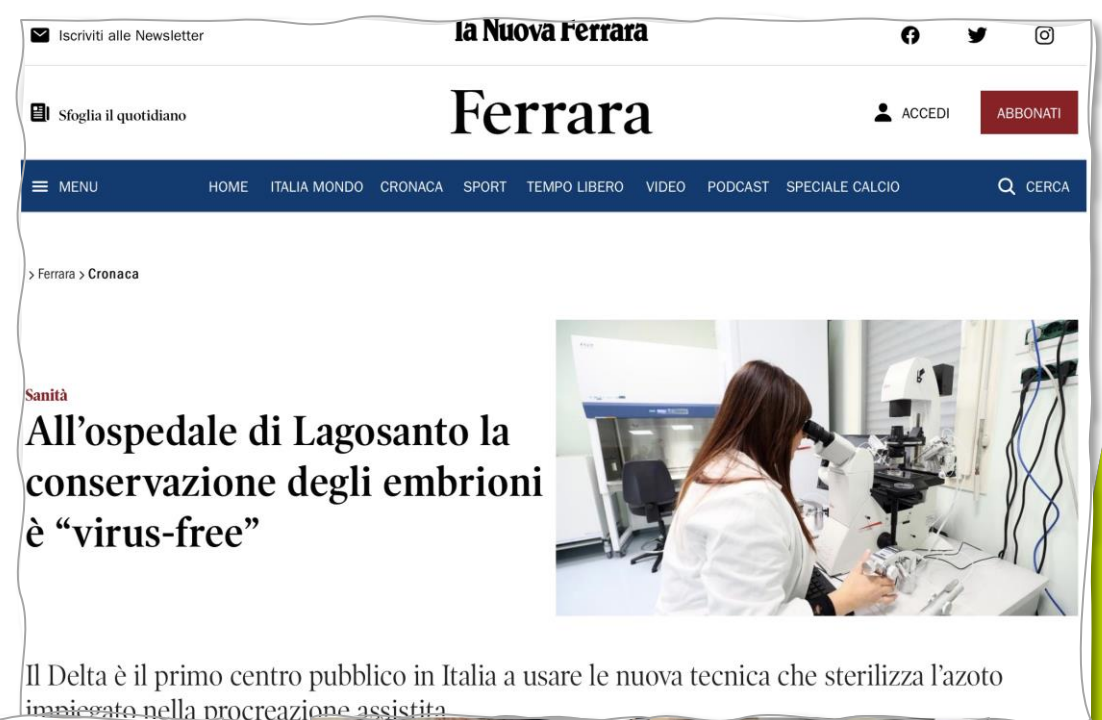 Iscriviti alle Newsletter
la Nuova Ferrara
Sfoglia il quotidiano
Ferrara
ACCEDI
ABBONATI
MENU
HOME
ITALIA MONDO
CRONACA
SPORT
TEMPO LIBERO
VIDEO
PODCAST
SPECIALE CALCIO
CERCA
> Ferrara > Cronaca
Sanità
All’ospedale di Lagosanto la
conservazione degli embrioni
è “virus-free”
Il Delta è il primo centro pubblico in Italia a usare le nuova tecnica che sterilizza l’azoto
impiegato nella procreazione assistita